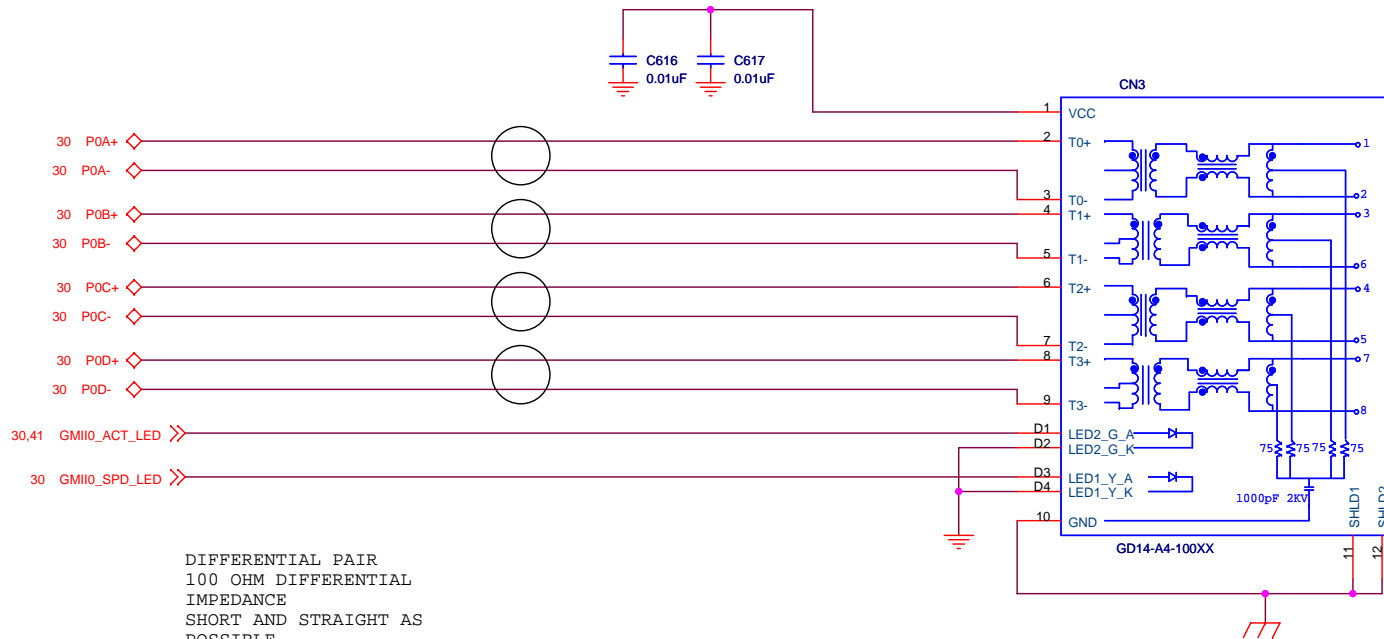 C616
0.01uF
C617
0.01uF
CN3
1 VCC
30 P0A+ 2 T0+
30 P0A-
3 T0-
30 P0B+ 4 T1+
30 P0B-
5 T1-
30 P0C+ 6 T2+
30 P0C-
7 T2-
30 P0D+ 8 T3+
30 P0D-
9 T3-
30,41 GMII0_ACT_LED D1 LED2_G_A
D2 LED2_G_K
30 GMII0_SPD_LED D3 LED1_Y_A
D4 LED1_Y_K
10 GND
1
2
3
6
4
5
7
8
75 75 75 75
1000pF 2KV
SHLD1
SHLD2
11
12
GD14-A4-100XX
DIFFERENTIAL PAIR
100 OHM DIFFERENTIAL
IMPEDANCE
SHORT AND STRAIGHT AS
POSSIBLE